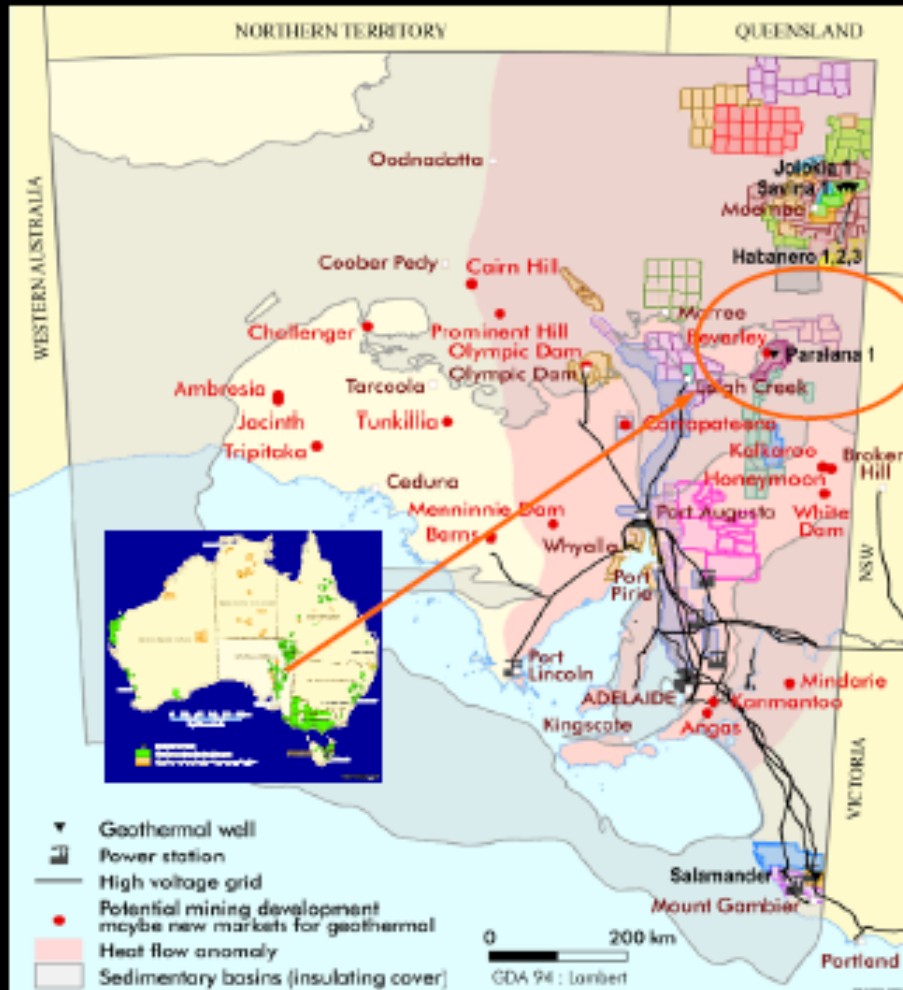 NORTHERN TERRITORY
QUEENSLAND
WESTERN AUSTRALIA
Oodnadatta
Jolokia 1
Savina 1
Moomba
Habanero 1,2,3
Coober Pedy
Cairn Hill
Marree
Challenger
Prominent Hill
Beverley
Olympic Dam
Paralana 1
Olympic Dam
Leigh Creek
Ambrosia
Tarcoola
Jacinth
Tunkillia
Carrapateena
Tripitaka
Kalkaroo
Broken
Hill
Honeymoon
Ceduna
White
Dam
Menninnie Dam
Port Augusta
Barns
Whyalla
NSW
Port
Pirie
Port
Lincoln
Mindarie
ADELAIDE
Kanmantoo
Kingscote
Angas
VICTORIA
Geothermal well
Power station
High voltage grid
Salamander
Mount Gambier
Potential mining development
maybe new markets for geothermal
Heat flow anomaly
0 200 km
Portland
Sedimentary basins (insulating cover)
GDA 94 : Lambert